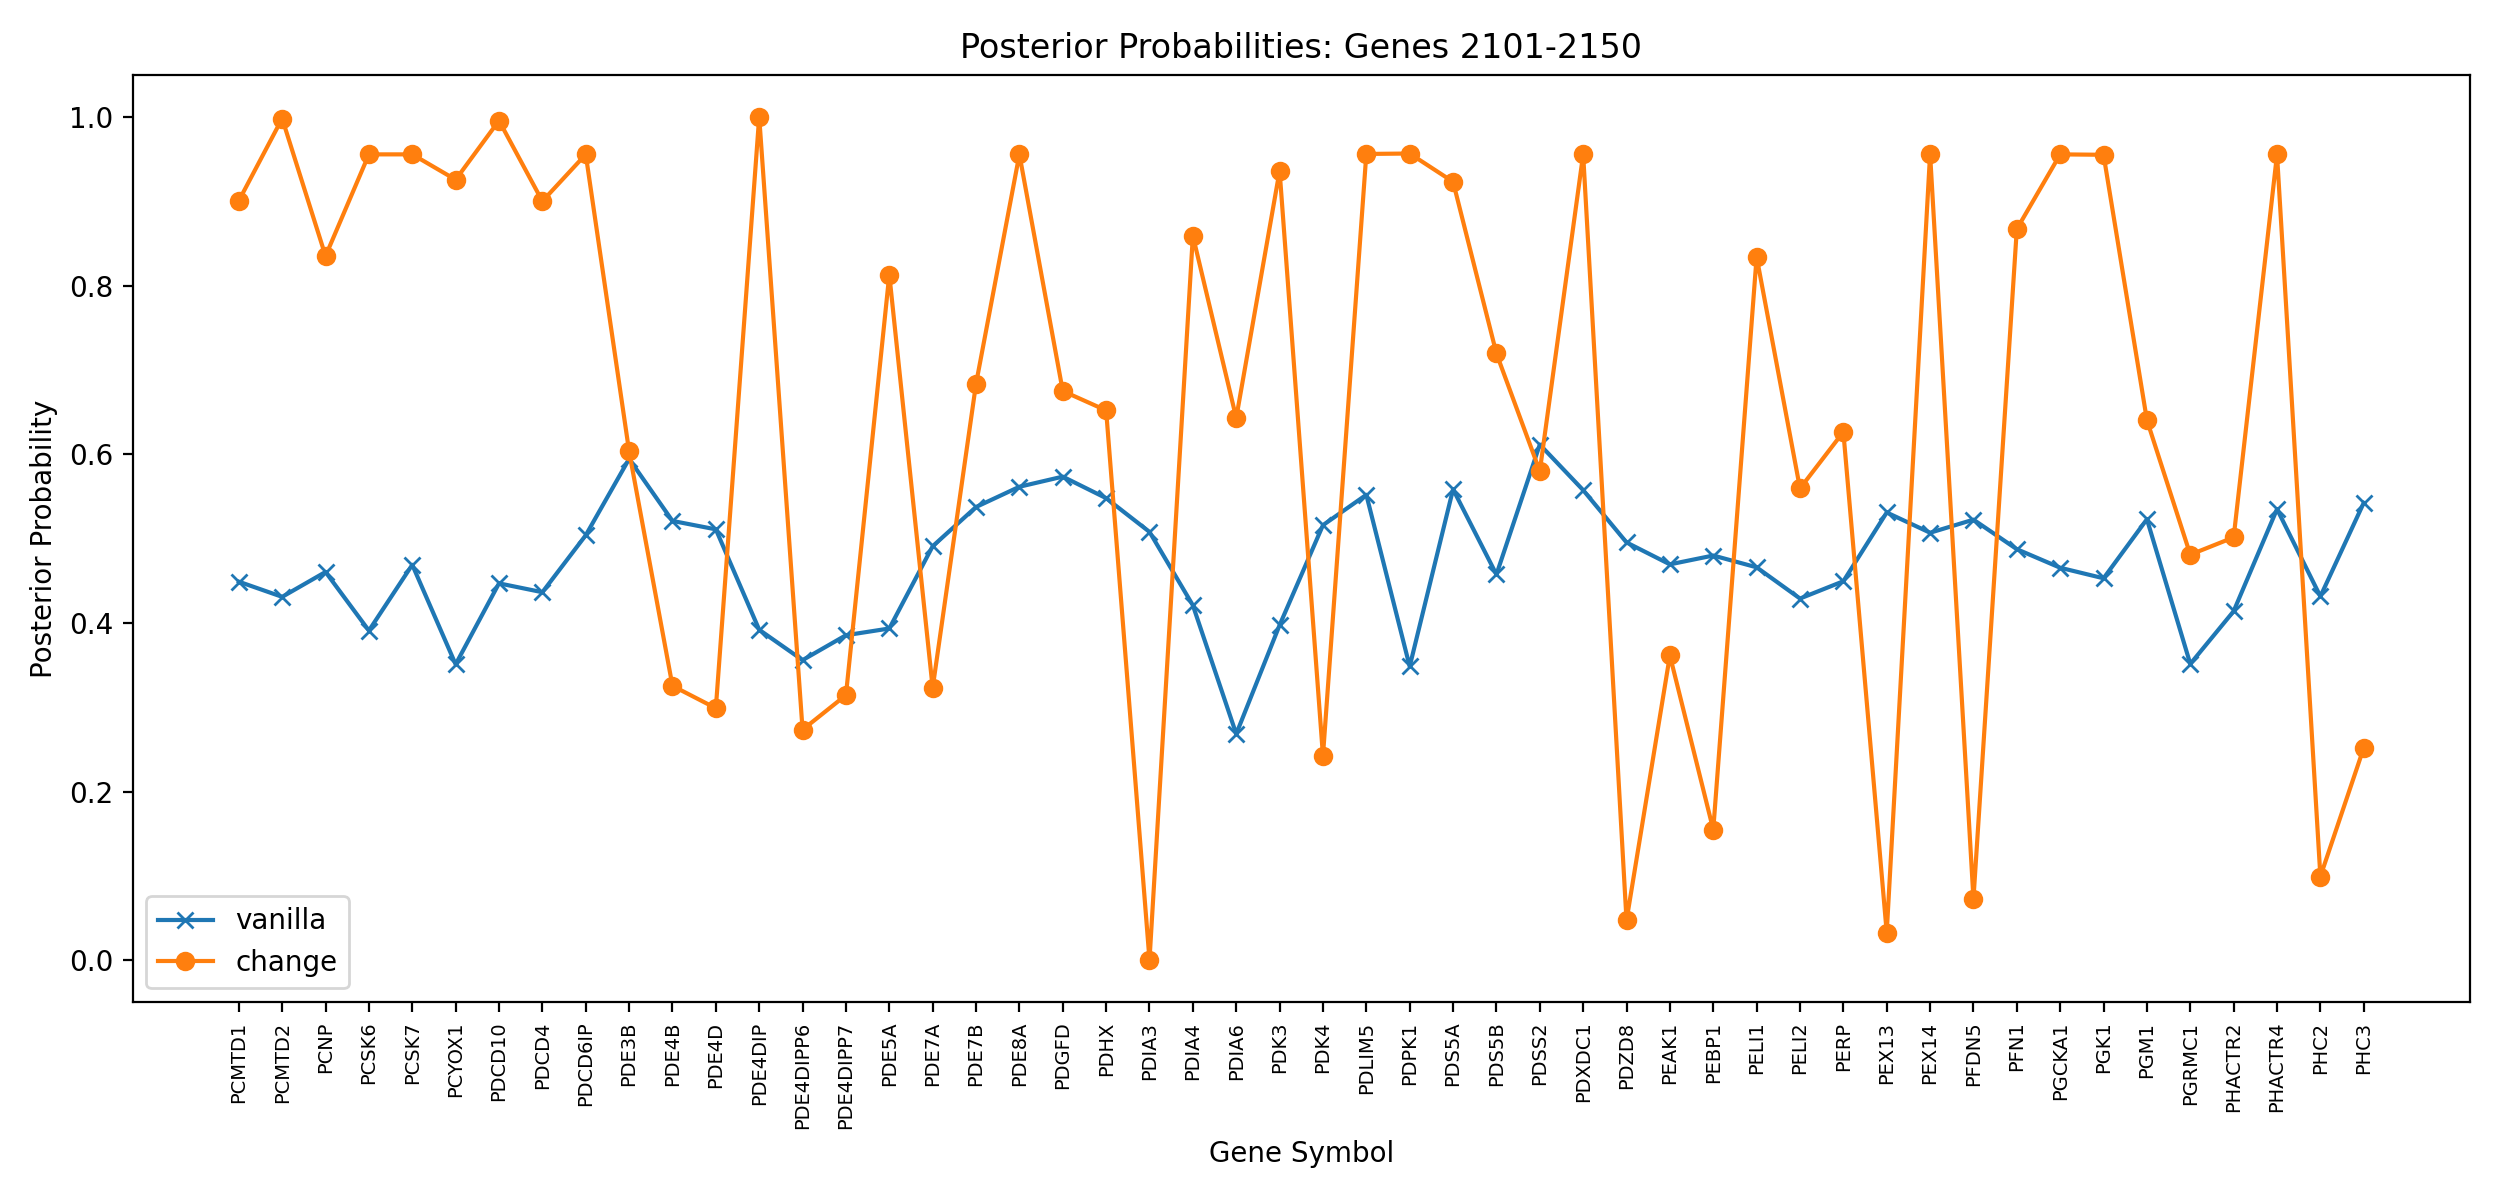 Posterior Probabilities: Genes 2101-2150
Posterior Probability
1.0
0.8
0.6
0.4
0.2
0.0
vanilla
change
PCMTD1
PCMTD2
PCNP
PCSK6
PCSK7
PCYOX1
PDCD10
PDCD4
PDCD6IP
PDE3B
PDE4B
PDE4D
PDE4DIP
PDE4DIPP6
PDE4DIPP7
PDE5A
PDE7A
PDE7B
PDE8A
PDGFD
PDHX
PDIA3
PDIA4
PDIA6
PDK3
PDK4
PDLIM5
PDPK1
PDS5A
PDS5B
PDSS2
PDXDC1
PDZD8
PEAK1
PEBP1
PELI1
PELI2
PERP
PEX13
PEX14
PFDN5
PFN1
PGCKA1
PGK1
PGM1
PGRMC1
PHACTR2
PHACTR4
PHC2
PHC3
Gene Symbol